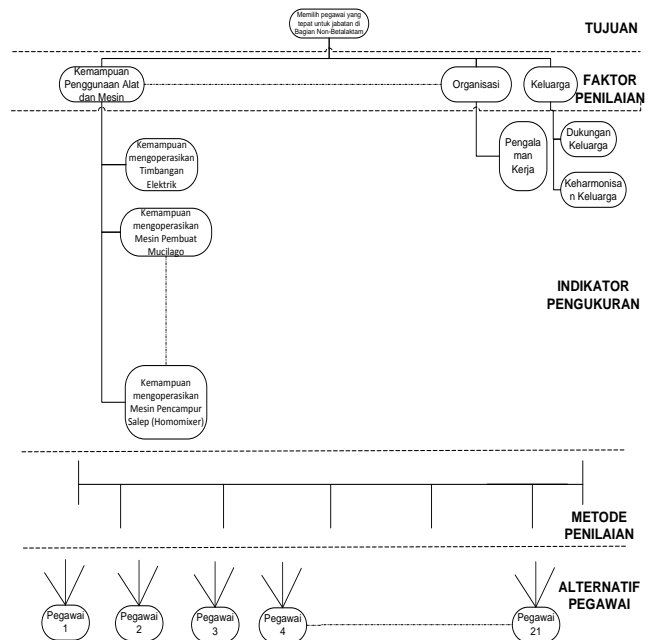 Memilih pegawai yang
tepat untuk jabatan di
Bagian Non-Betalaktam
TUJUAN
Kemampuan
Penggunaan Alat
dan Mesin
Organisasi
Keluarga
FAKTOR
PENILAIAN
Kemampuan
mengoperasikan
Timbangan
Elektrik
Pengala
man
Kerja
Dukungan
Keluarga
Keharmonisa
n Keluarga
Kemampuan
mengoperasikan
Mesin Pembuat
Mucilago
INDIKATOR
PENGUKURAN
Kemampuan
mengoperasikan
Mesin Pencampur
Salep (Homomixer)
METODE
PENILAIAN
ALTERNATIF
PEGAWAI
Pegawai
1
Pegawai
2
Pegawai
3
Pegawai
4
Pegawai
21